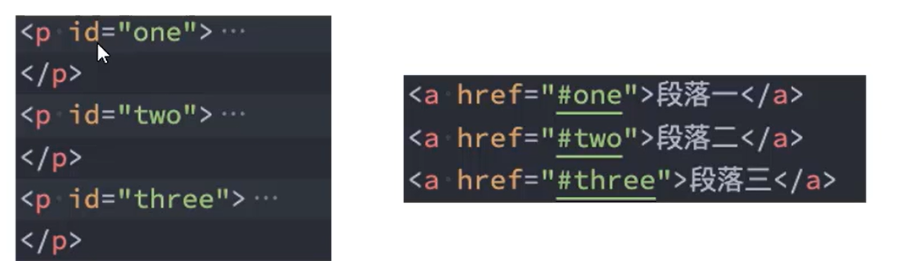 <p id="one"> ···
</p>
<p id="two"> ···
</p>
<p id="three"> ···
</p>
<a href="#one">段落一</a>
<a href="#two">段落二</a>
<a href="#three">段落三</a>